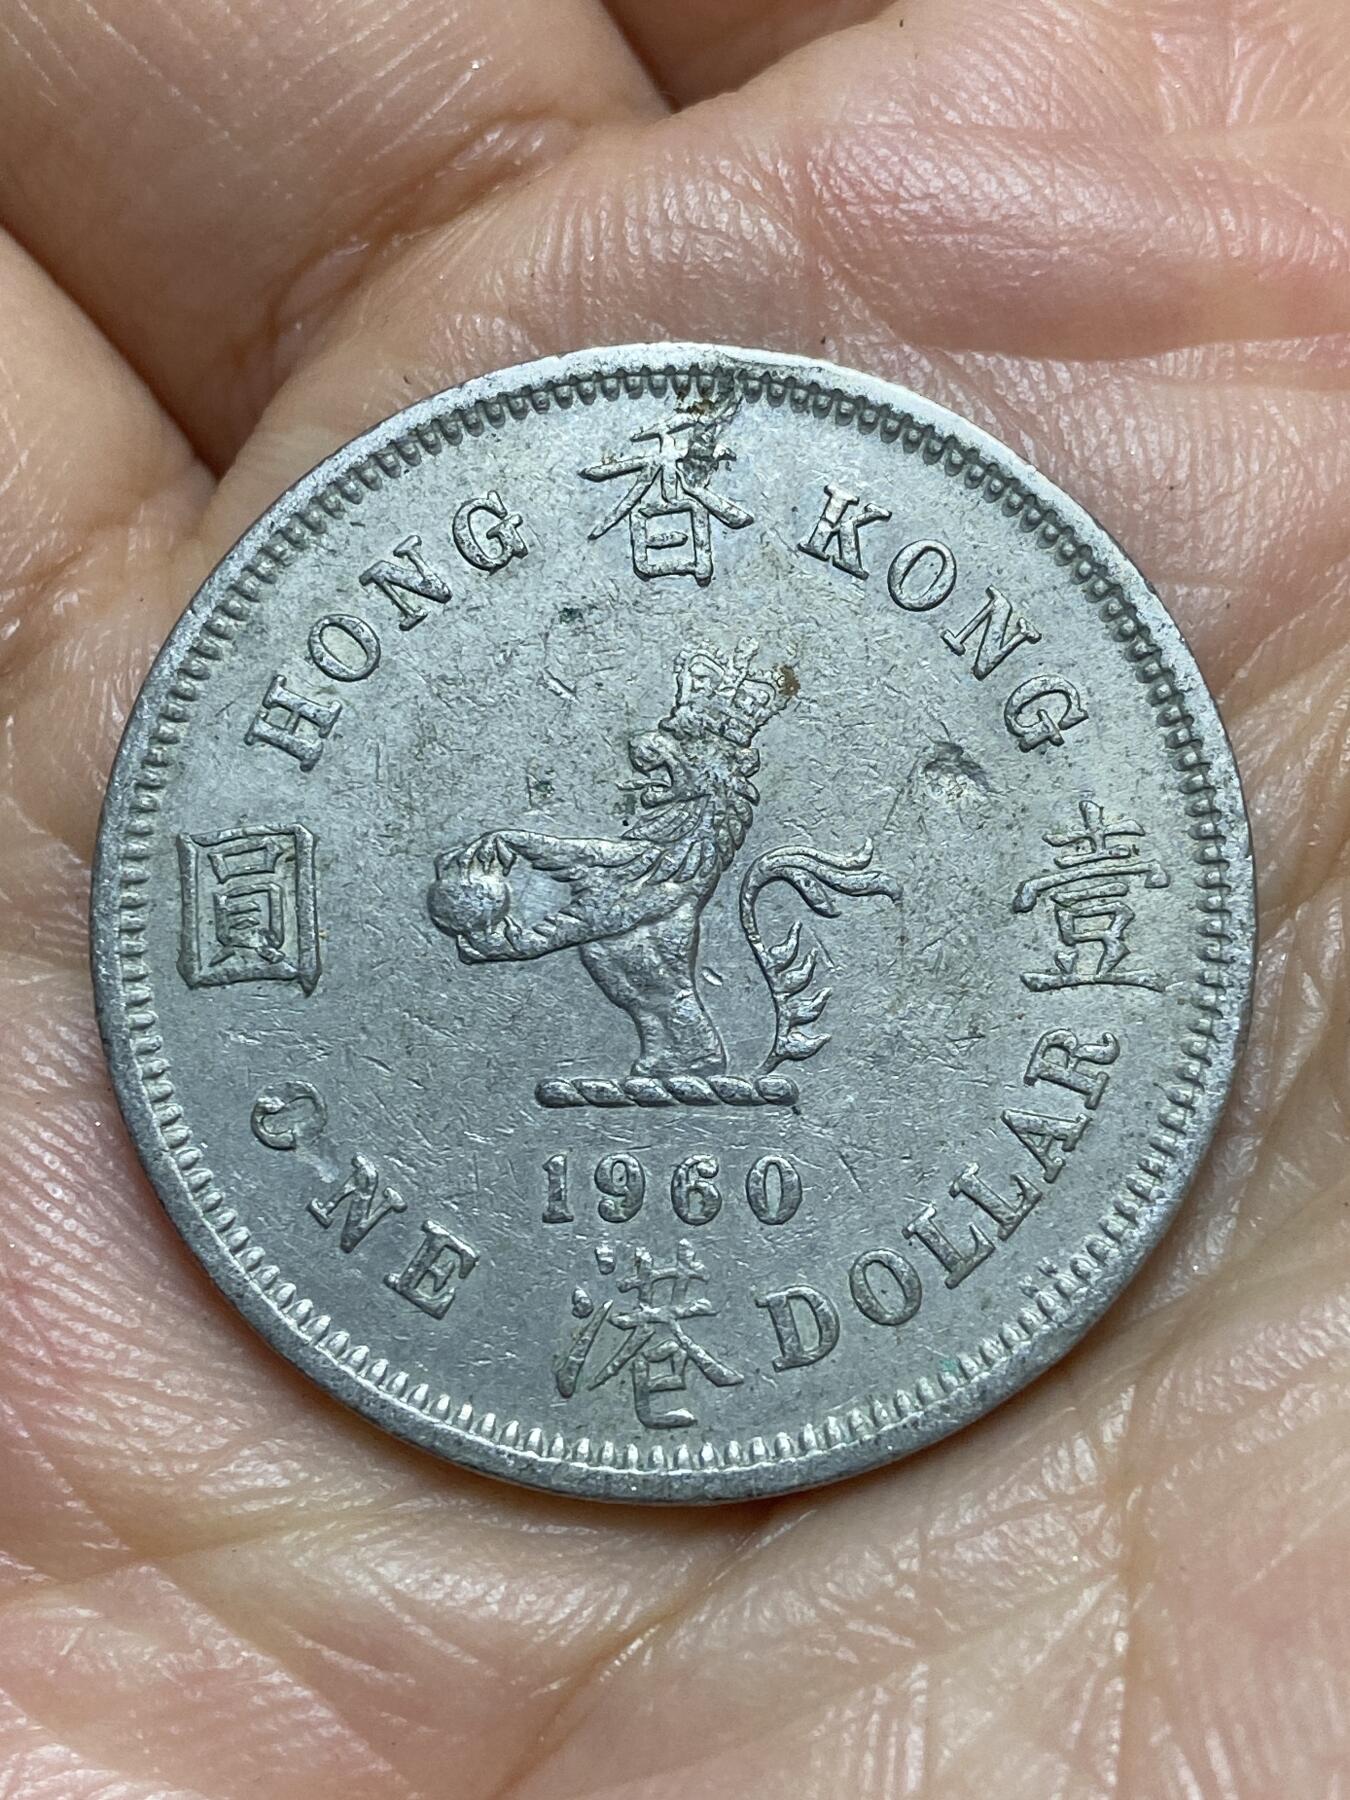 HONG KONG
香
港
壹
圓
1960
ONE DOLLAR